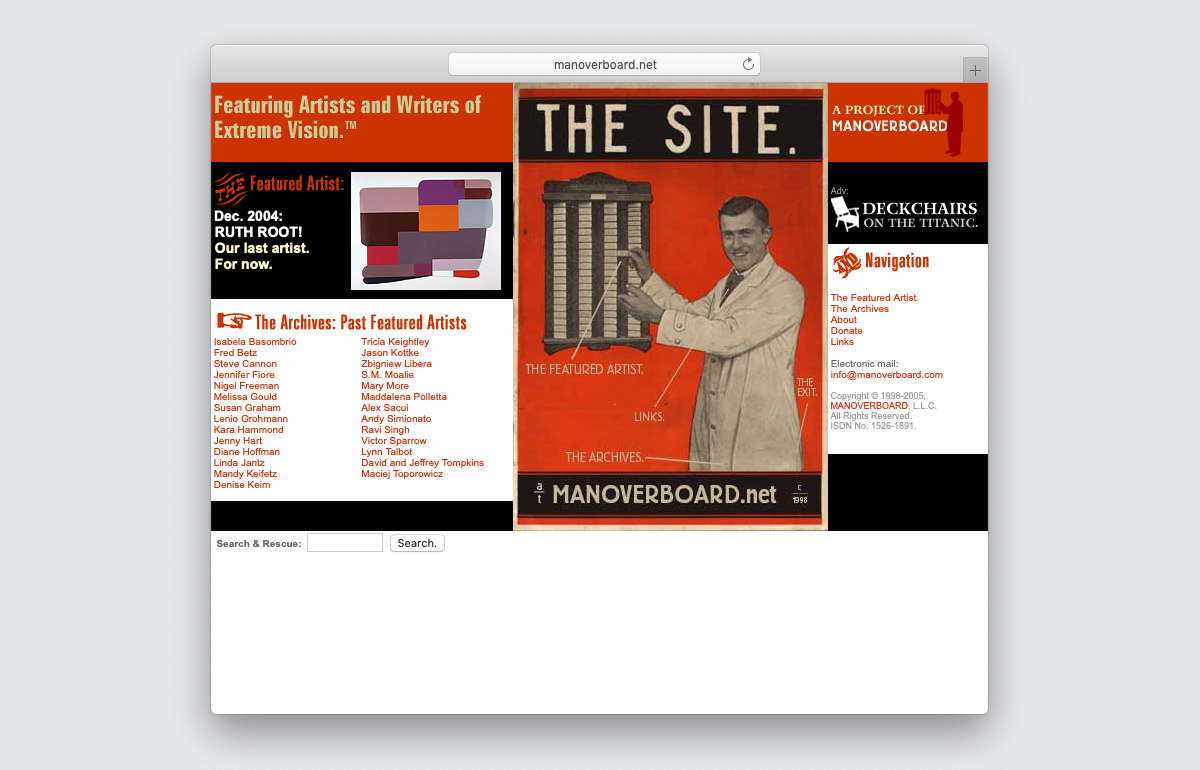 manoverboard.net
Featuring Artists and Writers of
Extreme Vision.™
THE Featured Artist:
Dec. 2004:
RUTH ROOT!
Our last artist.
For now.
The Archives: Past Featured Artists
Isabela Basombrio
Fred Betz
Steve Cannon
Jennifer Fiore
Nigel Freeman
Melissa Gould
Susan Graham
Lenio Grohmann
Kara Hammond
Jenny Hart
Diane Hoffman
Linda Jantz
Mandy Keifetz
Denise Keim
Tricia Keightley
Jason Kottke
Zbigniew Libera
S.M. Moalie
Mary More
Maddalena Polletta
Alex Sacui
Andy Simionato
Ravi Singh
Victor Sparrow
Lynn Talbot
David and Jeffrey Tompkins
Maciej Toporowicz
THE SITE.
THE FEATURED ARTIST.
LINKS.
THE
EXIT.
THE ARCHIVES.
a
t
MANOVERBOARD.net
c
1998
A PROJECT OF
MANOVERBOARD
Adv:
DECKCHAIRS
ON THE TITANIC.
Navigation
The Featured Artist
The Archives
About
Donate
Links
Electronic mail:
info@manoverboard.com
Copyright © 1998-2005,
MANOVERBOARD, L.L.C.
All Rights Reserved.
ISDN No. 1526-1891.
Search & Rescue:
Search.